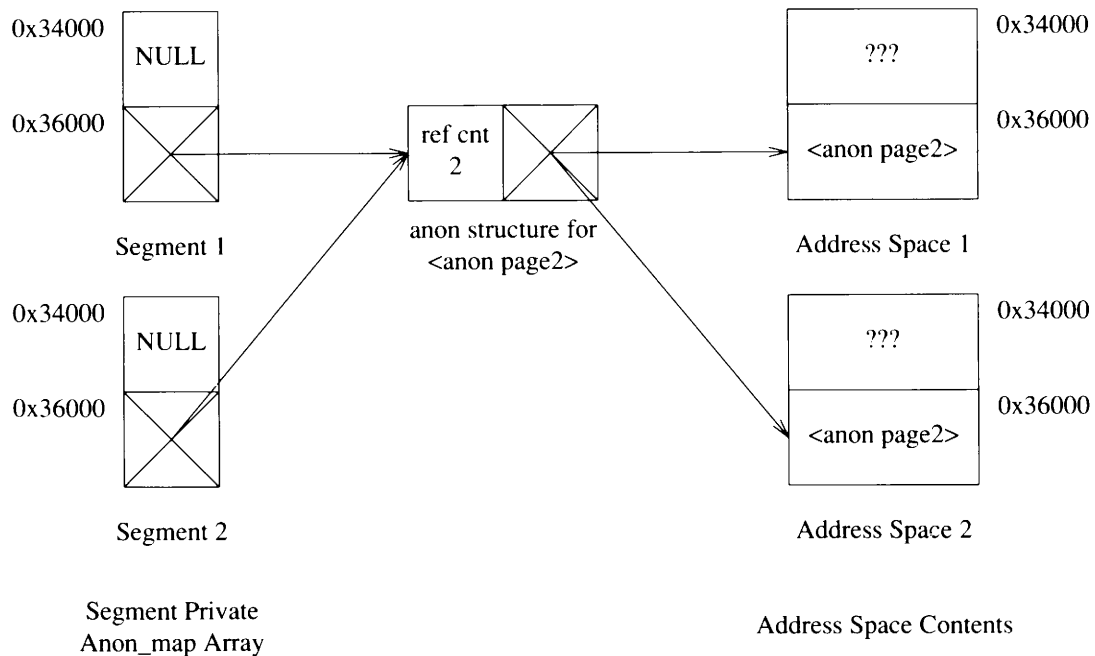 0x34000
NULL
0x36000
Segment 1
ref cnt
2
anon structure for
<anon page2>
0x34000
???
0x36000
<anon page2>
Address Space 1
0x34000
NULL
0x36000
Segment 2
0x34000
???
0x36000
<anon page2>
Address Space 2
Segment Private
Anon_map Array
Address Space Contents